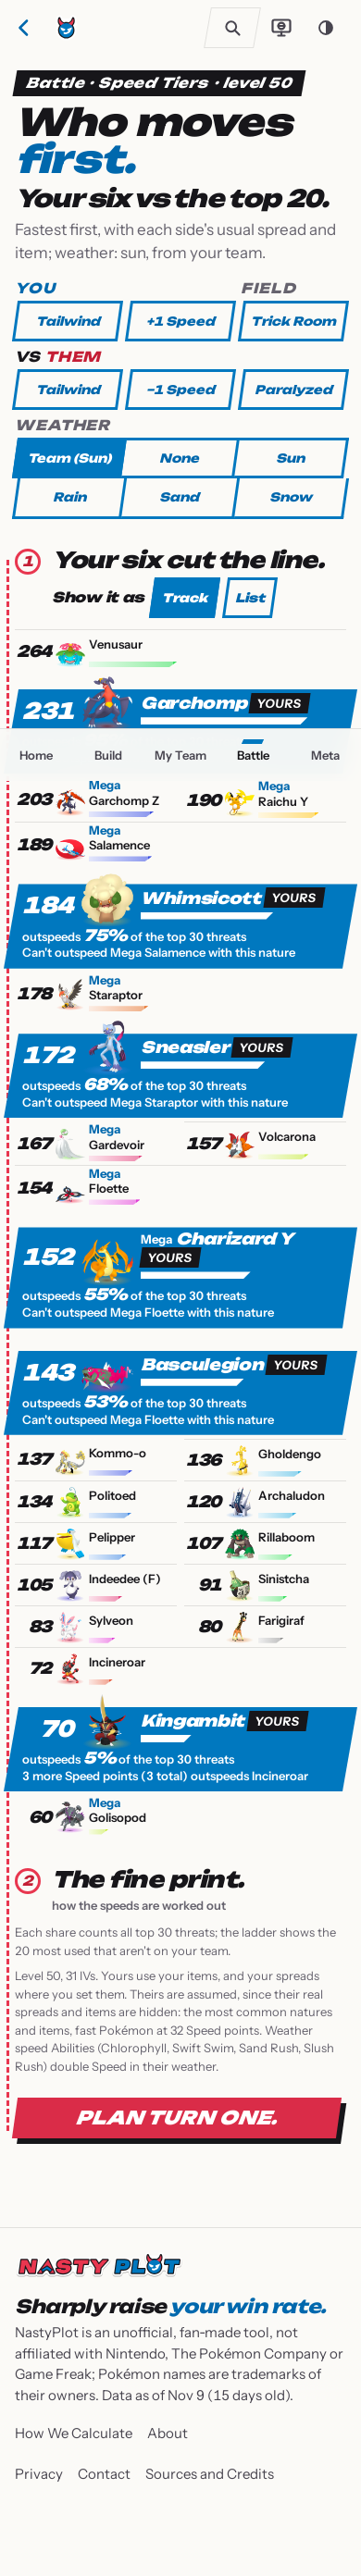 Battle · Speed Tiers · level 50
Who moves
first.
Your six vs the top 20.
Fastest first, with each side's usual spread and
item; weather: sun, from your team.
YOU
FIELD
Tailwind
+1 Speed
Trick Room
VS THEM
Tailwind
−1 Speed
Paralyzed
WEATHER
Team (Sun)
None
Sun
Rain
Sand
Snow
1
Your six cut the line.
Show it as
Track
List
264
Venusaur
231
Garchomp YOURS
Home
Build
My Team
Battle
Meta
203
Mega
Garchomp Z
190
Mega
Raichu Y
189
Mega
Salamence
184
Whimsicott YOURS
outspeeds 75% of the top 30 threats
Can't outspeed Mega Salamence with this nature
178
Mega
Staraptor
172
Sneasler YOURS
outspeeds 68% of the top 30 threats
Can't outspeed Mega Staraptor with this nature
167
Mega
Gardevoir
157
Volcarona
154
Mega
Floette
152
Mega Charizard Y
YOURS
outspeeds 55% of the top 30 threats
Can't outspeed Mega Floette with this nature
143
Basculegion YOURS
outspeeds 53% of the top 30 threats
Can't outspeed Mega Floette with this nature
137
Kommo-o
136
Gholdengo
134
Politoed
120
Archaludon
117
Pelipper
107
Rillaboom
105
Indeedee (F)
91
Sinistcha
83
Sylveon
80
Farigiraf
72
Incineroar
70
Kingambit YOURS
outspeeds 5% of the top 30 threats
3 more Speed points (3 total) outspeeds Incineroar
60
Mega
Golisopod
2
The fine print.
how the speeds are worked out
Each share counts all top 30 threats; the ladder shows the
20 most used that aren't on your team.
Level 50, 31 IVs. Yours use your items, and your spreads
where you set them. Theirs are assumed, since their real
spreads and items are hidden: the most common natures
and items, fast Pokémon at 32 Speed points. Weather
speed Abilities (Chlorophyll, Swift Swim, Sand Rush, Slush
Rush) double Speed in their weather.
PLAN TURN ONE.
NASTY PLOT
Sharply raise your win rate.
NastyPlot is an unofficial, fan-made tool, not
affiliated with Nintendo, The Pokémon Company or
Game Freak; Pokémon names are trademarks of
their owners. Data as of Nov 9 (15 days old).
How We Calculate
About
Privacy
Contact
Sources and Credits